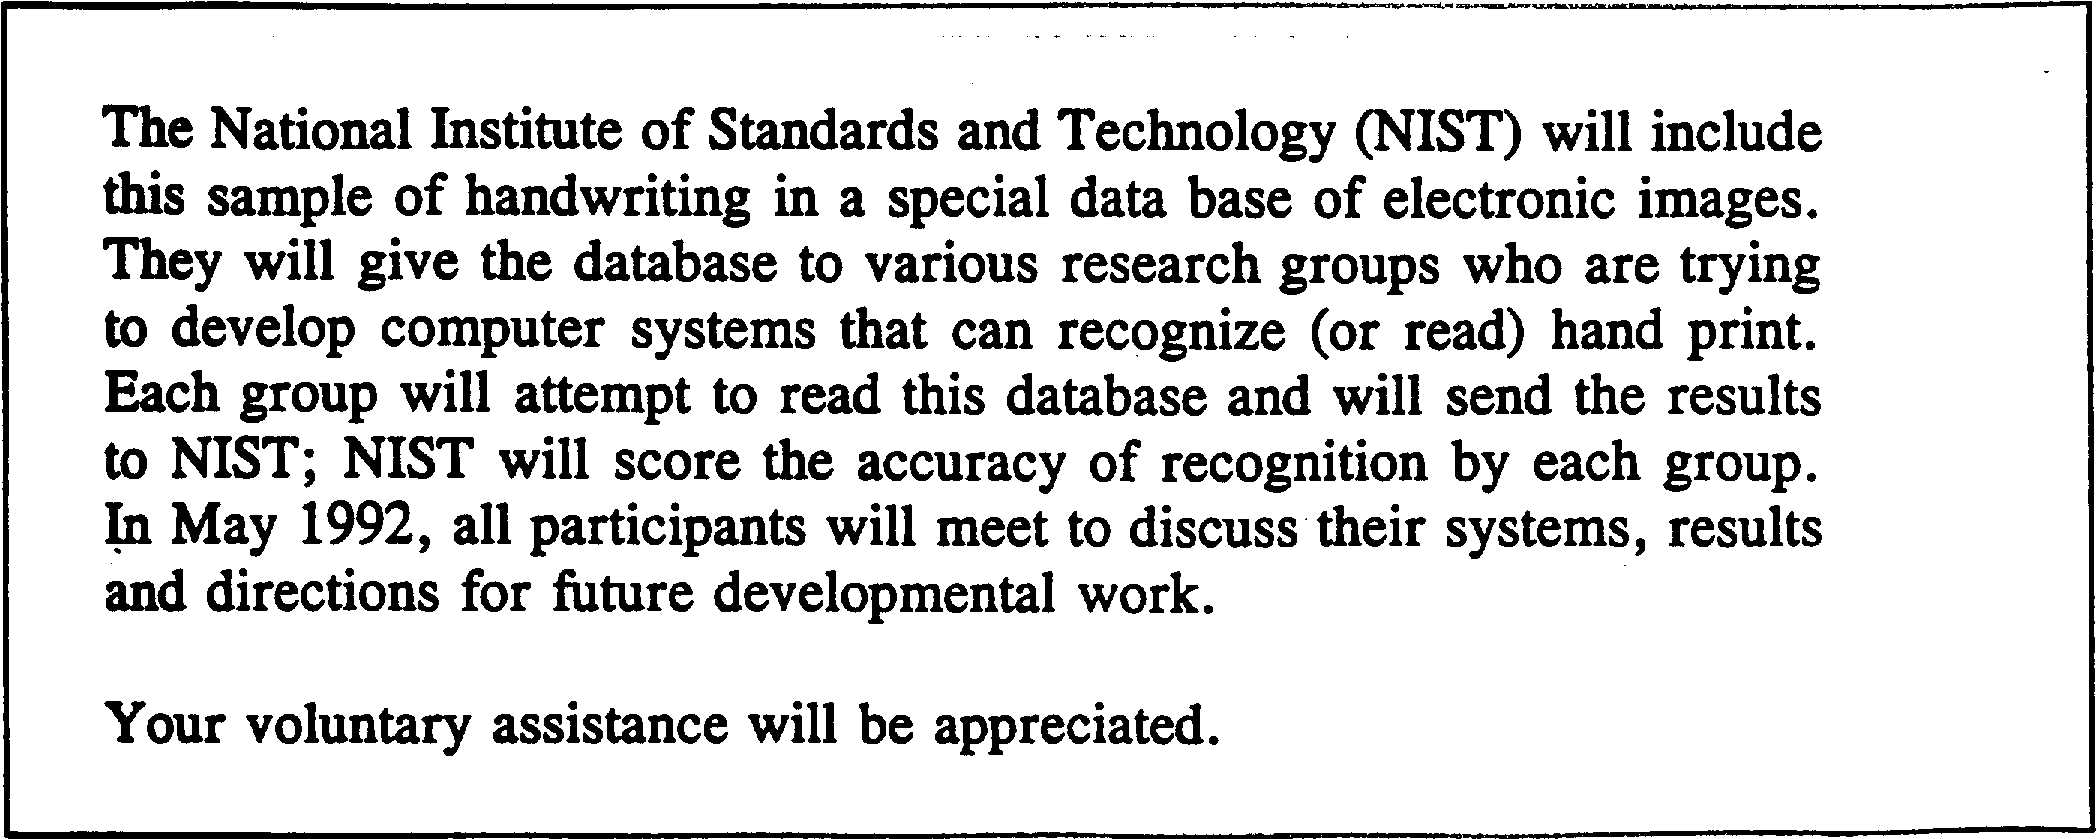 The National Institute of Standards and Technology (NIST) will include
this sample of handwriting in a special data base of electronic images.
They will give the database to various research groups who are trying
to develop computer systems that can recognize (or read) hand print.
Each group will attempt to read this database and will send the results
to NIST; NIST will score the accuracy of recognition by each group.
In May 1992, all participants will meet to discuss their systems, results
and directions for future developmental work.
Your voluntary assistance will be appreciated.